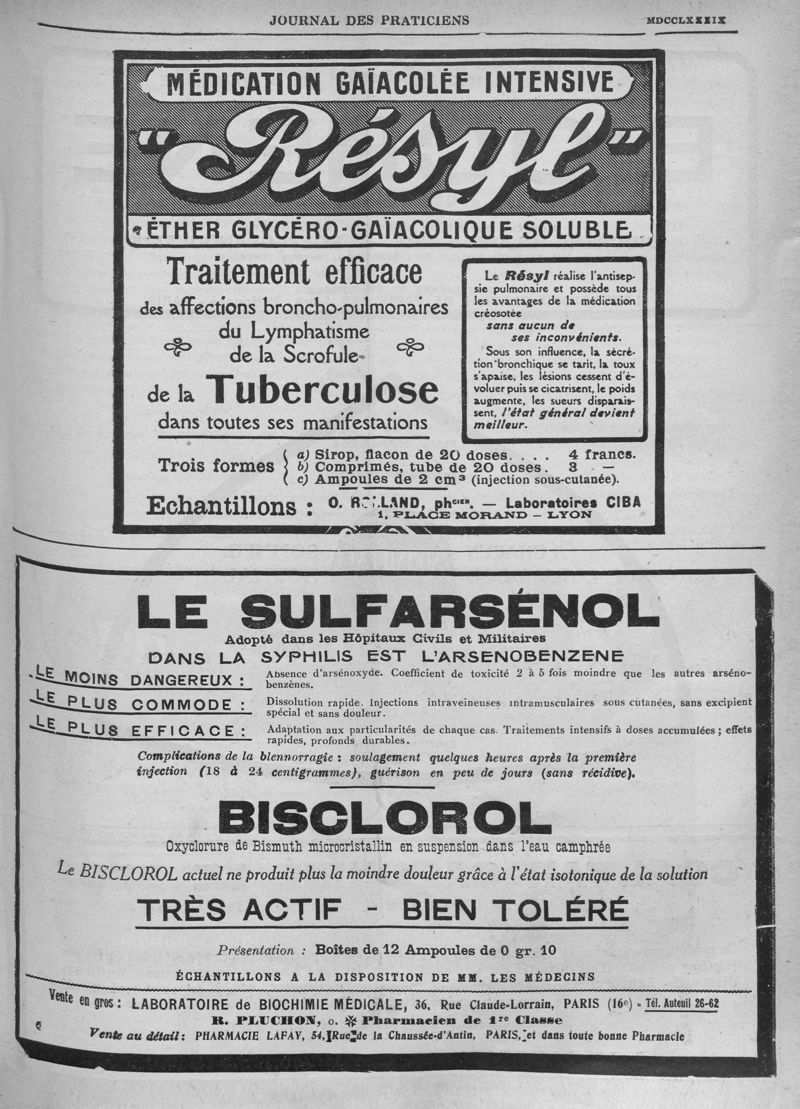 JOURNAL DES PRATICIENS MDCCLXXXIX
MÉDICATION GAÏACOLÉE INTENSIVE
"Résyl"
ÉTHER GLYCÉRO-GAÏACOLIQUE SOLUBLE
Traitement efficace
des affections broncho-pulmonaires
du Lymphatisme
de la Scrofule
de la Tuberculose
dans toutes ses manifestations
Le Résyl réalise l'antisep-
sie pulmonaire et possède tous
les avantages de la médication
créosotée
sans aucun de
ses inconvénients.
Sous son influence, la sécré-
tion bronchique se tarit, la toux
s'apaise, les lésions cessent d'é-
voluer puis se cicatrisent, le poids
augmente, les sueurs disparais-
sent, l'état général devient
meilleur.
Trois formes
a) Sirop, flacon de 20 doses. . . . 4 francs.
b) Comprimés, tube de 20 doses. 3 —
c) Ampoules de 2 cm³ (injection sous-cutanée).
Echantillons : O. phcien. — Laboratoires CIBA
1, PLACE MORAND — LYON
LE SULFARSÉNOL
Adopté dans les Hôpitaux Civils et Militaires
DANS LA SYPHILIS EST L'ARSENOBENZENE
LE MOINS DANGEREUX : Absence d'arsénoxyde. Coefficient de toxicité 2 à 5 fois moindre que les autres arséno-
benzènes.
LE PLUS COMMODE : Dissolution rapide. Injections intraveineuses intramusculaires sous cutanées, sans excipient
spécial et sans douleur.
LE PLUS EFFICACE : Adaptation aux particularités de chaque cas. Traitements intensifs à doses accumulées ; effets
rapides, profonds, durables.
Complications de la blennorragie : soulagement quelques heures après la première
injection (18 à 24 centigrammes), guérison en peu de jours (sans récidive).
BISCLOROL
Oxyclorure de Bismuth microcristallin en suspension dans l'eau camphrée
Le BISCLOROL actuel ne produit plus la moindre douleur grâce à l'état isotonique de la solution
TRÈS ACTIF - BIEN TOLÉRÉ
Présentation : Boîtes de 12 Ampoules de 0 gr. 10
ÉCHANTILLONS A LA DISPOSITION DE MM. LES MÉDECINS
Vente en gros : LABORATOIRE de BIOCHIMIE MÉDICALE, 36, Rue Claude-Lorrain, PARIS (16e) - Tél. Auteuil 26-62
R. PLUCHON, O. ✻ Pharmacien de 1re Classe
Vente au détail : PHARMACIE LAFAY, 54, Rue de la Chaussée-d'Antin, PARIS, et dans toute bonne Pharmacie